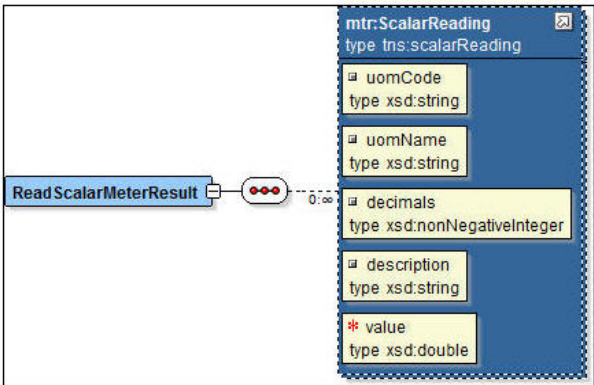 mtr:ScalarReading
type tns:scalarReading
uomCode
type xsd:string
uomName
type xsd:string
ReadScalarMeterResult
0:∞
decimals
type xsd:nonNegativeInteger
description
type xsd:string
* value
type xsd:double